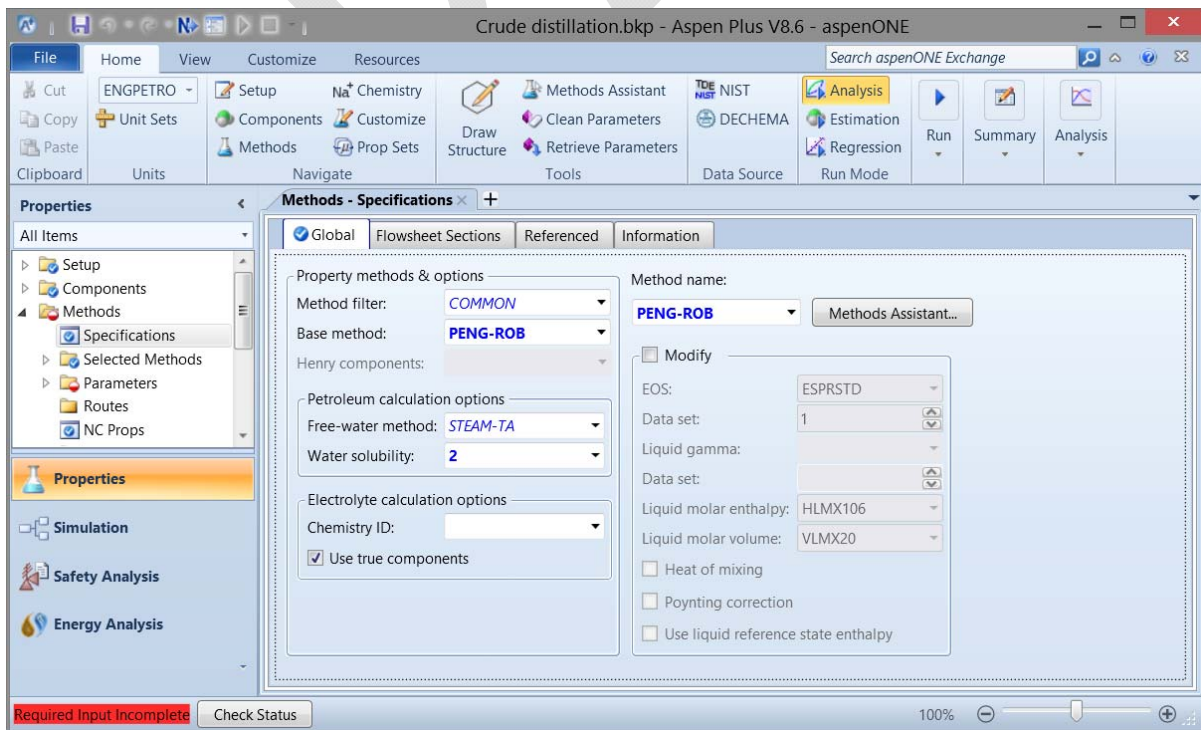 Crude distillation.bkp - Aspen Plus V8.6 - aspenONE
File Home View Customize Resources Search aspenONE Exchange
Cut ENGPETRO Setup Na+ Chemistry Methods Assistant TDE NIST NIST Analysis
Copy Unit Sets Components Customize Draw Structure Clean Parameters DECHEMA Estimation Run Summary Analysis
Paste Methods Prop Sets Retrieve Parameters Regression
Clipboard Units Navigate Tools Data Source Run Mode
Properties
All Items
Setup
Components
Methods
Specifications
Selected Methods
Parameters
Routes
NC Props
Properties
Simulation
Safety Analysis
Energy Analysis
Methods - Specifications
Global Flowsheet Sections Referenced Information
Property methods & options
Method filter: COMMON
Base method: PENG-ROB
Henry components:
Petroleum calculation options
Free-water method: STEAM-TA
Water solubility: 2
Electrolyte calculation options
Chemistry ID:
Use true components
Method name:
PENG-ROB Methods Assistant...
Modify
EOS: ESPRSTD
Data set: 1
Liquid gamma:
Data set:
Liquid molar enthalpy: HLMX106
Liquid molar volume: VLMX20
Heat of mixing
Poynting correction
Use liquid reference state enthalpy
Required Input Incomplete Check Status 100%